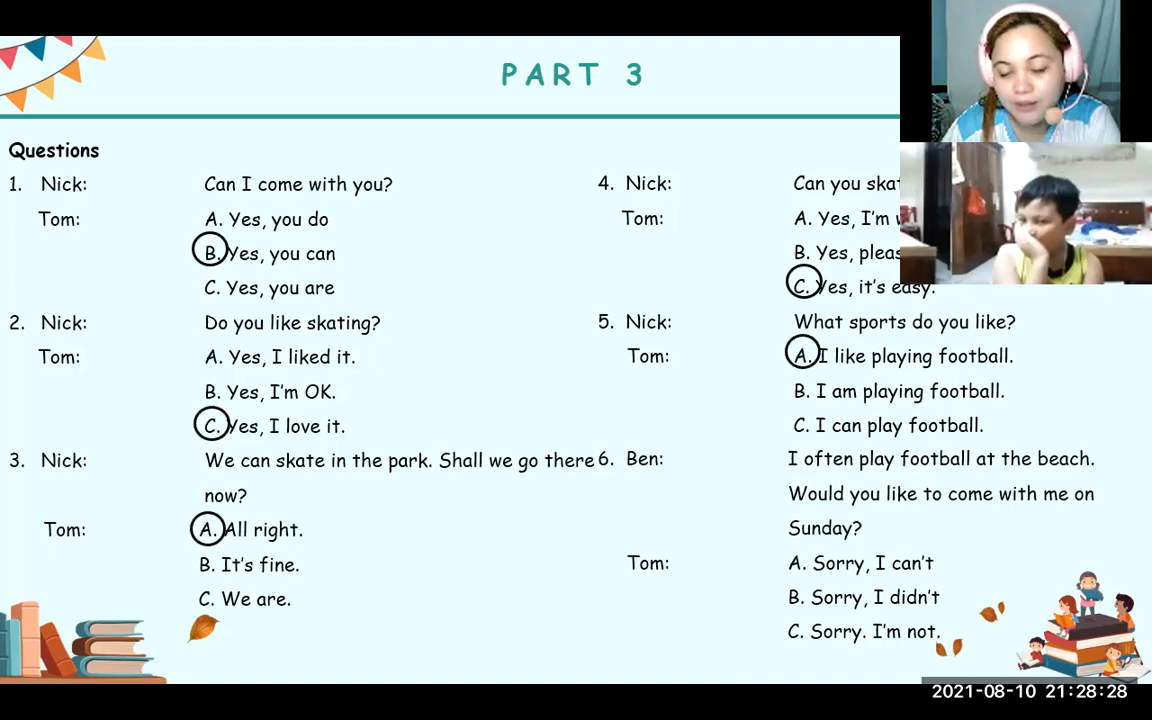 PART 3
Questions
1. Nick: Can I come with you?
Tom: A. Yes, you do
B. Yes, you can
C. Yes, you are
2. Nick: Do you like skating?
Tom: A. Yes, I liked it.
B. Yes, I'm OK.
C. Yes, I love it.
3. Nick: We can skate in the park. Shall we go there
now?
Tom: A. All right.
B. It's fine.
C. We are.
4. Nick: Can you
Tom: A. Yes, I'm
B. Yes,
C. Yes, it's easy.
5. Nick: What sports do you like?
Tom: A. I like playing football.
B. I am playing football.
C. I can play football.
6. Ben: I often play football at the beach.
Would you like to come with me on
Sunday?
Tom: A. Sorry, I can't
B. Sorry, I didn't
C. Sorry. I'm not.
2021-08-10 21:28:28